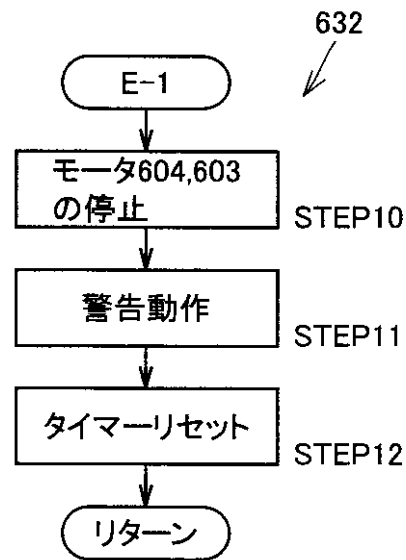 632
E-1
モータ604,603
の停止
STEP10
警告動作
STEP11
タイマーリセット
STEP12
リターン